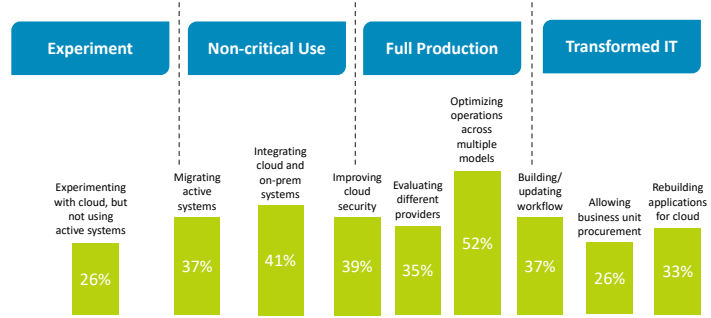 Experiment
Non-critical Use
Full Production
Transformed IT
Experimenting
with cloud, but
not using
active systems
26%
Migrating
active
systems
37%
Integrating
cloud and
on-prem
systems
41%
Improving
cloud
security
39%
Evaluating
different
providers
35%
Optimizing
operations
across
multiple
models
52%
Building/
updating
workflow
37%
Allowing
business unit
procurement
26%
Rebuilding
applications
for cloud
33%